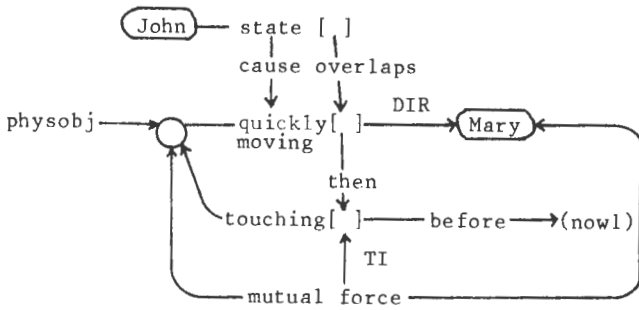 John state [ ]
cause overlaps
DIR
physobj quickly[ ] Mary
moving
then
touching[ ] before (now1)
TI
mutual force